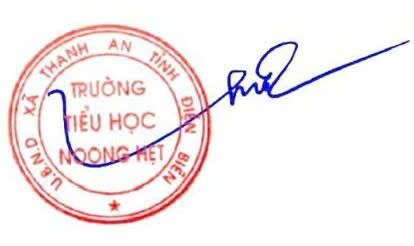 U.B.N.D XÃ THANH AN TỈNH ĐIỆN BIÊN
TRƯỜNG
TIỂU HỌC
NOONG HẸT